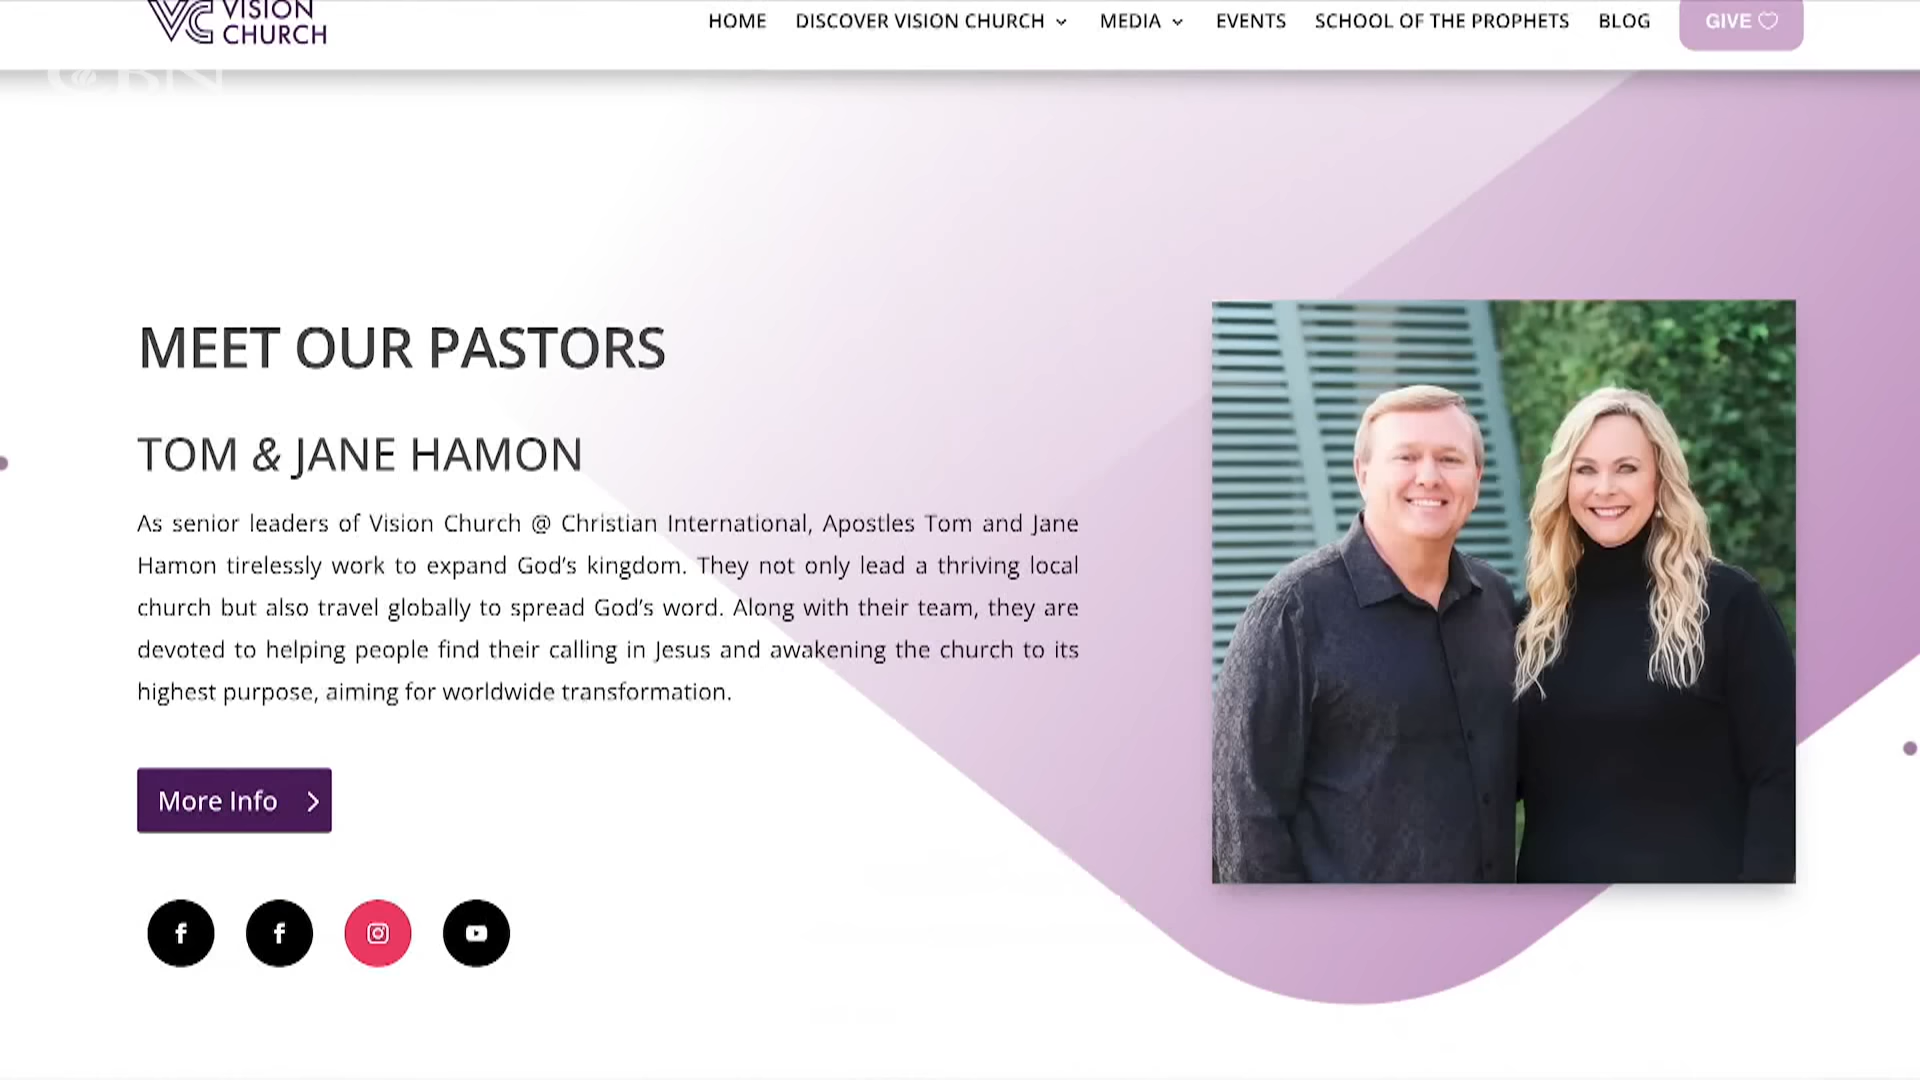 VISION
CHURCH
HOME
DISCOVER VISION CHURCH
MEDIA
EVENTS
SCHOOL OF THE PROPHETS
BLOG
GIVE
CBN
MEET OUR PASTORS
TOM & JANE HAMON
As senior leaders of Vision Church @ Christian International, Apostles Tom and Jane
Hamon tirelessly work to expand God’s kingdom. They not only lead a thriving local
church but also travel globally to spread God’s word. Along with their team, they are
devoted to helping people find their calling in Jesus and awakening the church to its
highest purpose, aiming for worldwide transformation.
More Info